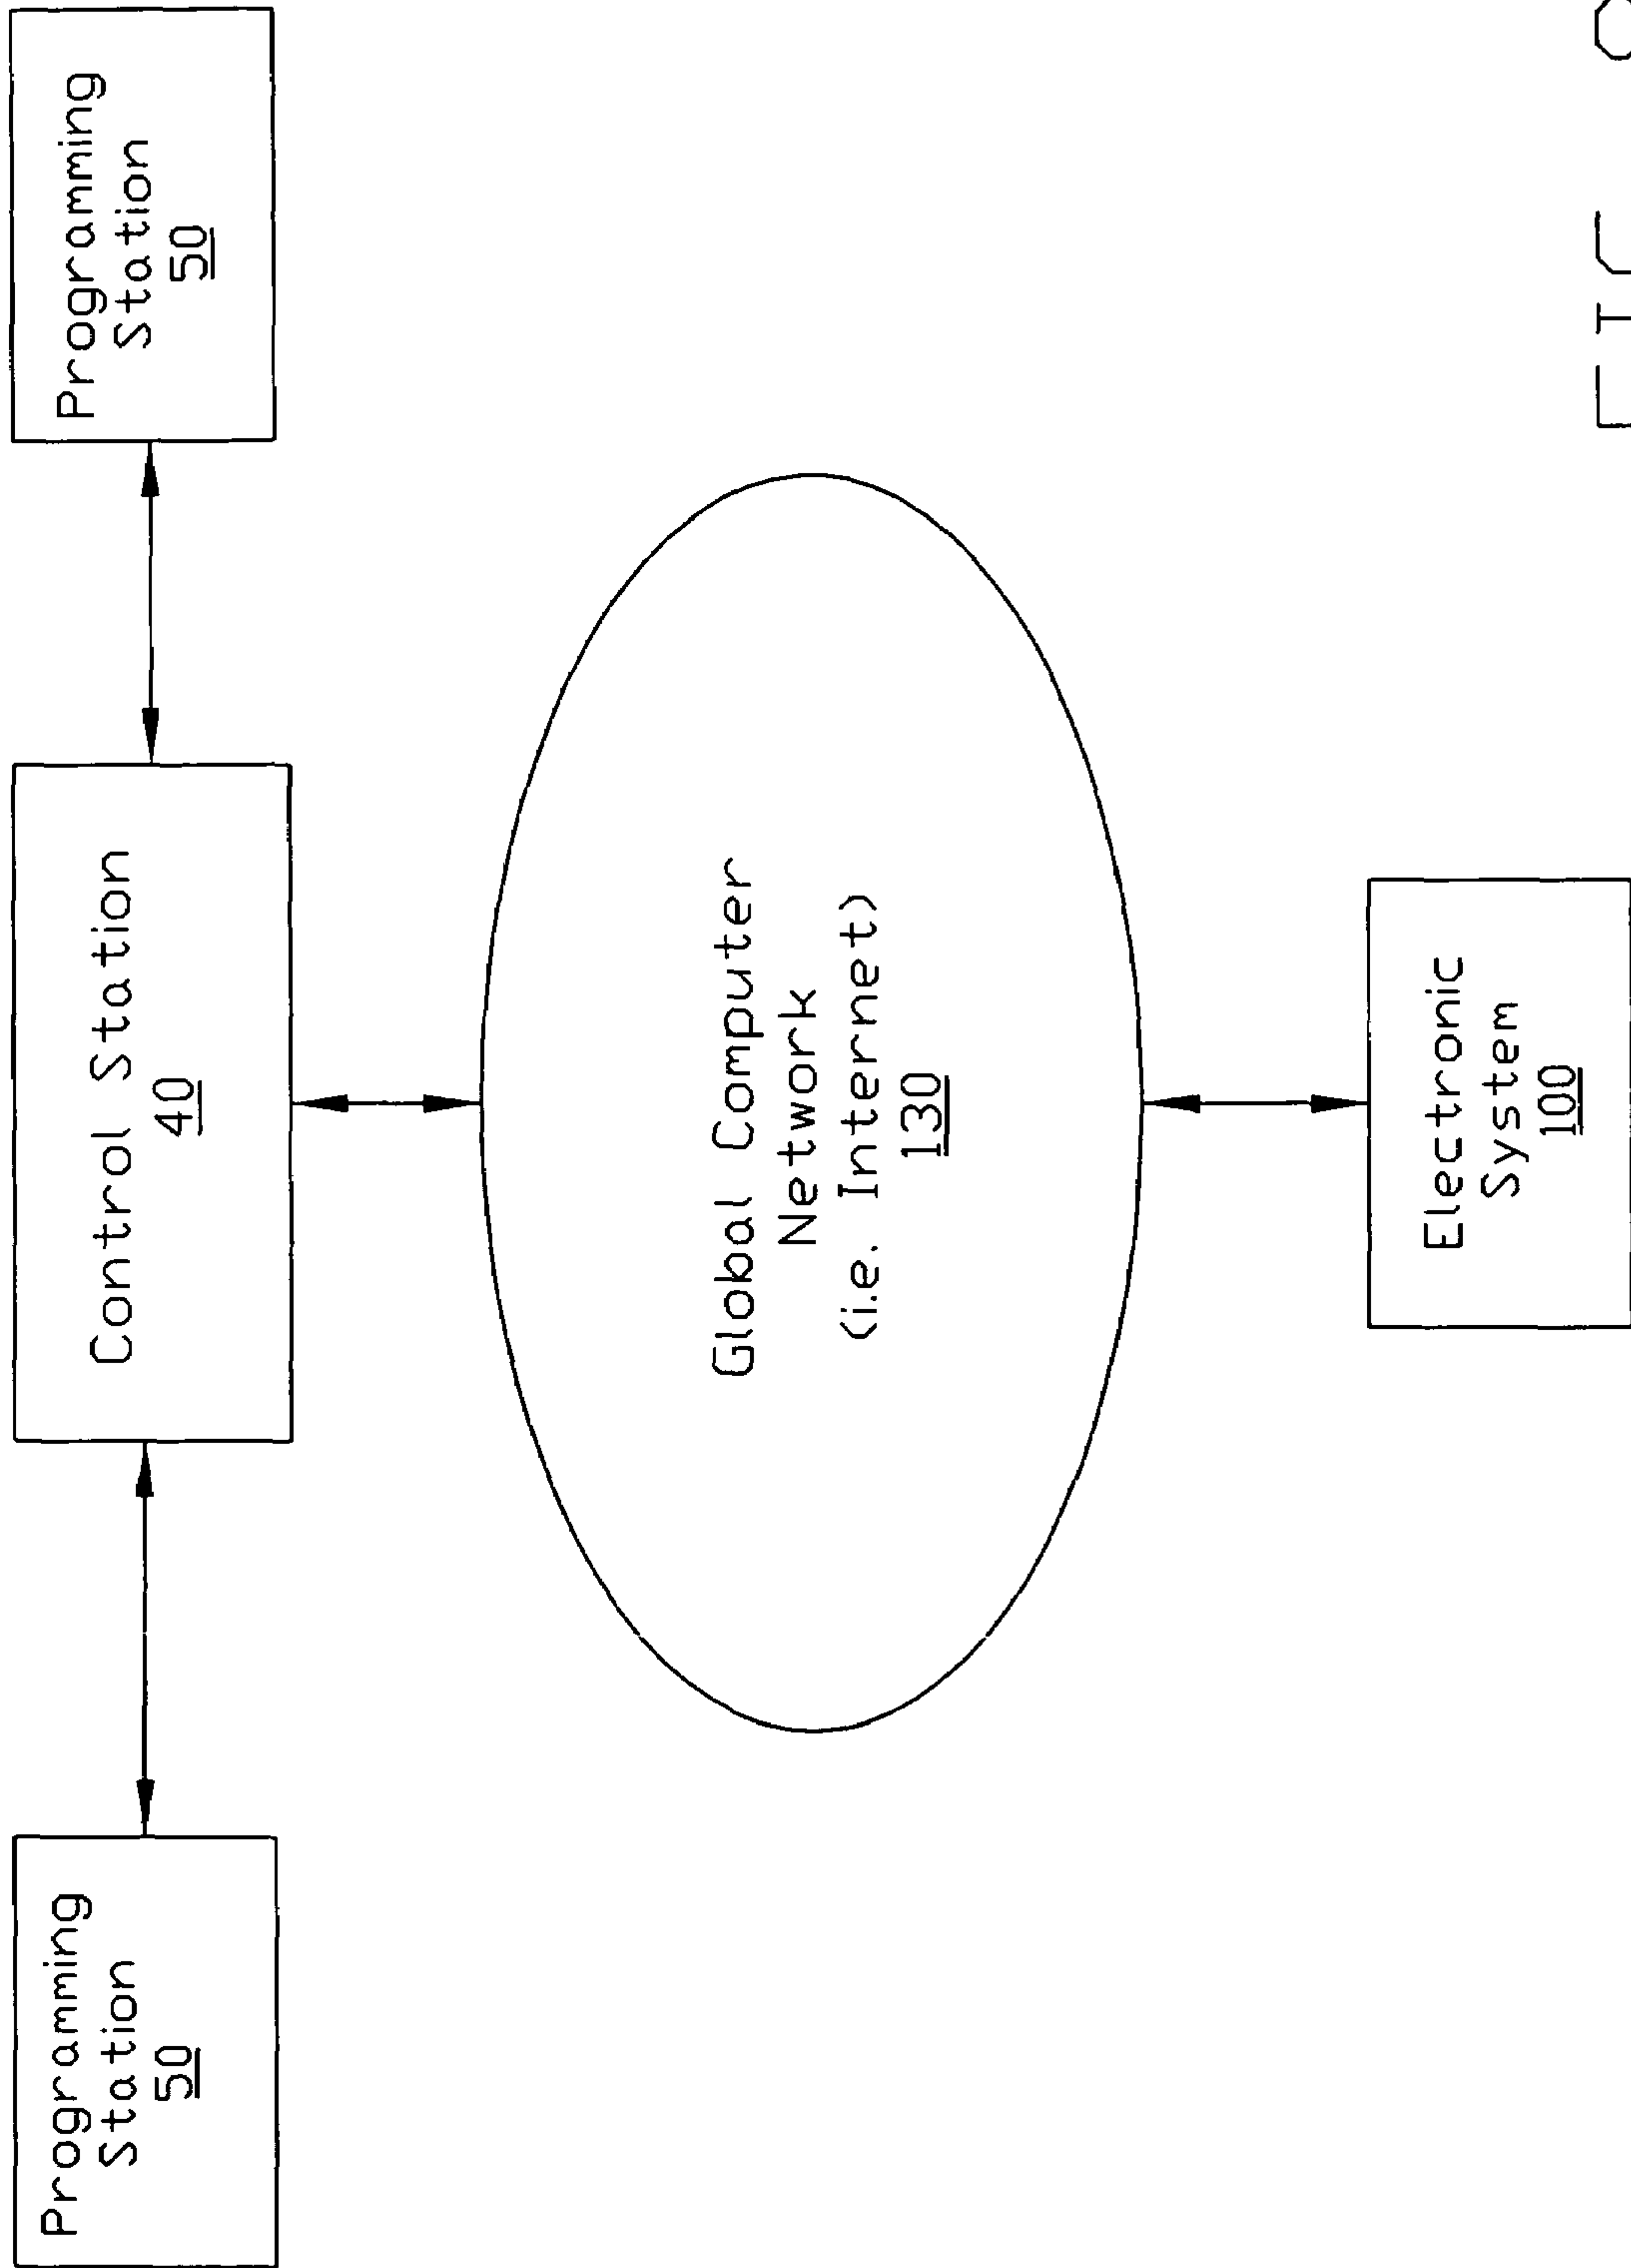 Programming
Station
50
Control Station
40
Programming
Station
50
Global Computer
Network
(i.e. Internet)
130
Electronic
System
100